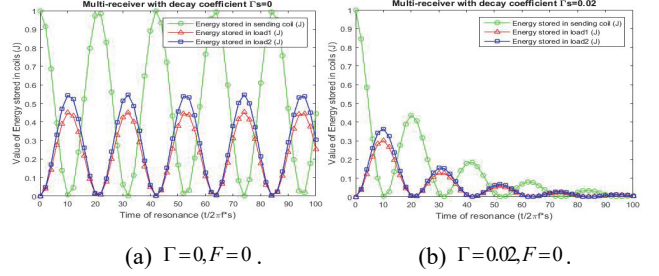 Multi-receiver with decay coefficient Γs=0
Energy stored in sending coil (J)
Energy stored in load1 (J)
Energy stored in load2 (J)
Value of Energy stored in coils (J)
1
0.9
0.8
0.7
0.6
0.5
0.4
0.3
0.2
0.1
0
0 10 20 30 40 50 60 70 80 90 100
Time of resonance (t/2πf*s)
(a) Γ=0,F=0.
Multi-receiver with decay coefficient Γs=0.02
Energy stored in sending coil (J)
Energy stored in load1 (J)
Energy stored in load2 (J)
Value of Energy stored in coils (J)
1
0.9
0.8
0.7
0.6
0.5
0.4
0.3
0.2
0.1
0
0 10 20 30 40 50 60 70 80 90 100
Time of resonance (t/2πf*s)
(b) Γ=0.02,F=0.